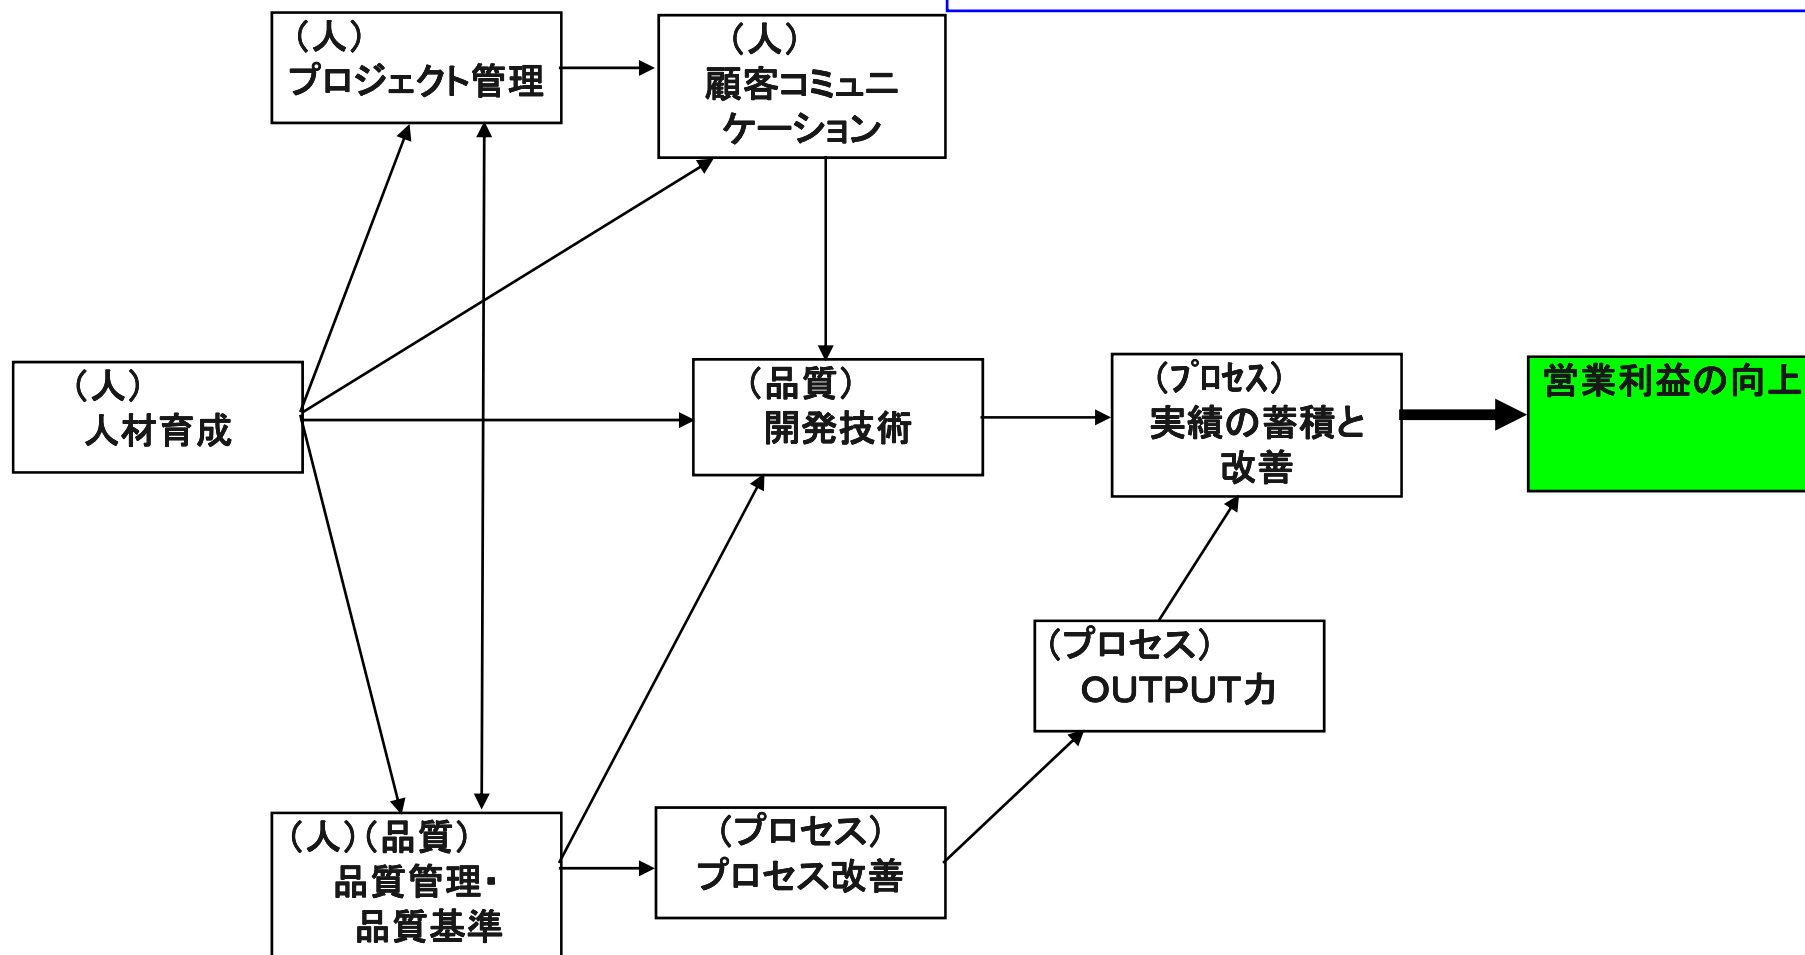 （人）
プロジェクト管理
（人）
顧客コミュニ
ケーション
（人）
人材育成
（品質）
開発技術
（プロセス）
実績の蓄積と
改善
営業利益の向上
（プロセス）
ＯＵＴＰＵＴ力
（人）（品質）
品質管理・
品質基準
（プロセス）
プロセス改善